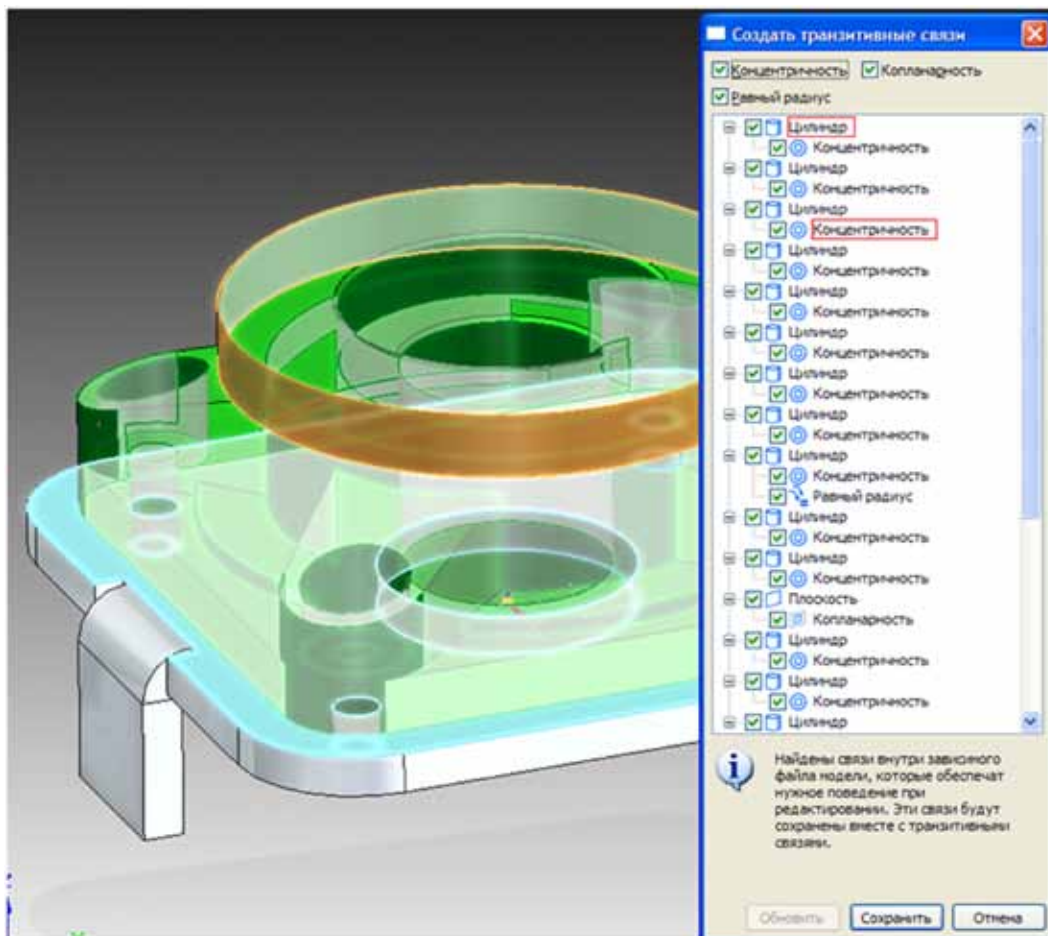 Создать транзитивные связи
Концентричность Копланарность
Равный радиус
Цилиндр
Концентричность
Цилиндр
Концентричность
Цилиндр
Концентричность
Цилиндр
Концентричность
Цилиндр
Концентричность
Цилиндр
Концентричность
Цилиндр
Концентричность
Цилиндр
Концентричность
Цилиндр
Концентричность
Равный радиус
Цилиндр
Концентричность
Цилиндр
Концентричность
Плоскость
Копланарность
Цилиндр
Концентричность
Цилиндр
Концентричность
Цилиндр
Найдены связи внутри зависимого
файла модели, которые обеспечат
нужное поведение при
редактировании. Эти связи будут
сохранены вместе с транзитивными
связями.
Обновить Сохранить Отмена